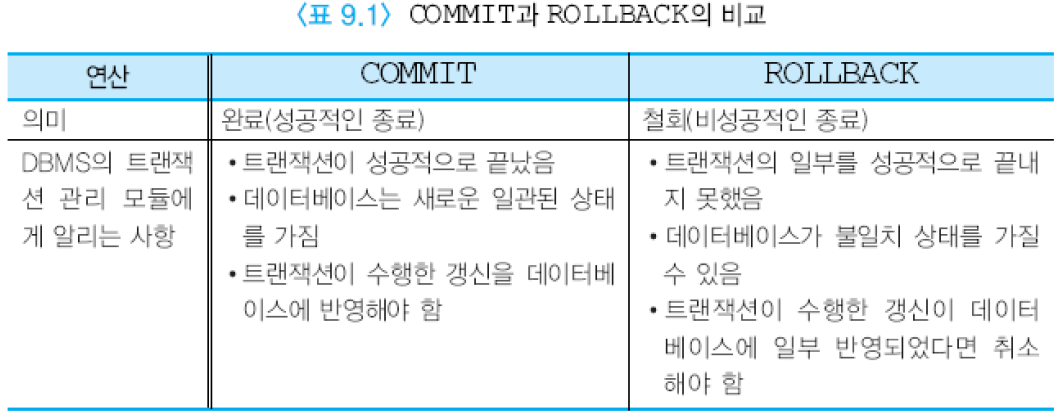 〈표 9.1〉 COMMIT과 ROLLBACK의 비교
연산 COMMIT ROLLBACK
의미 완료(성공적인 종료) 철회(비성공적인 종료)
DBMS의 트랜잭
션 관리 모듈에
게 알리는 사항
•트랜잭션이 성공적으로 끝났음
•데이터베이스는 새로운 일관된 상태
를 가짐
•트랜잭션이 수행한 갱신을 데이터베
이스에 반영해야 함
•트랜잭션의 일부를 성공적으로 끝내
지 못했음
•데이터베이스가 불일치 상태를 가질
수 있음
•트랜잭션이 수행한 갱신이 데이터
베이스에 일부 반영되었다면 취소
해야 함